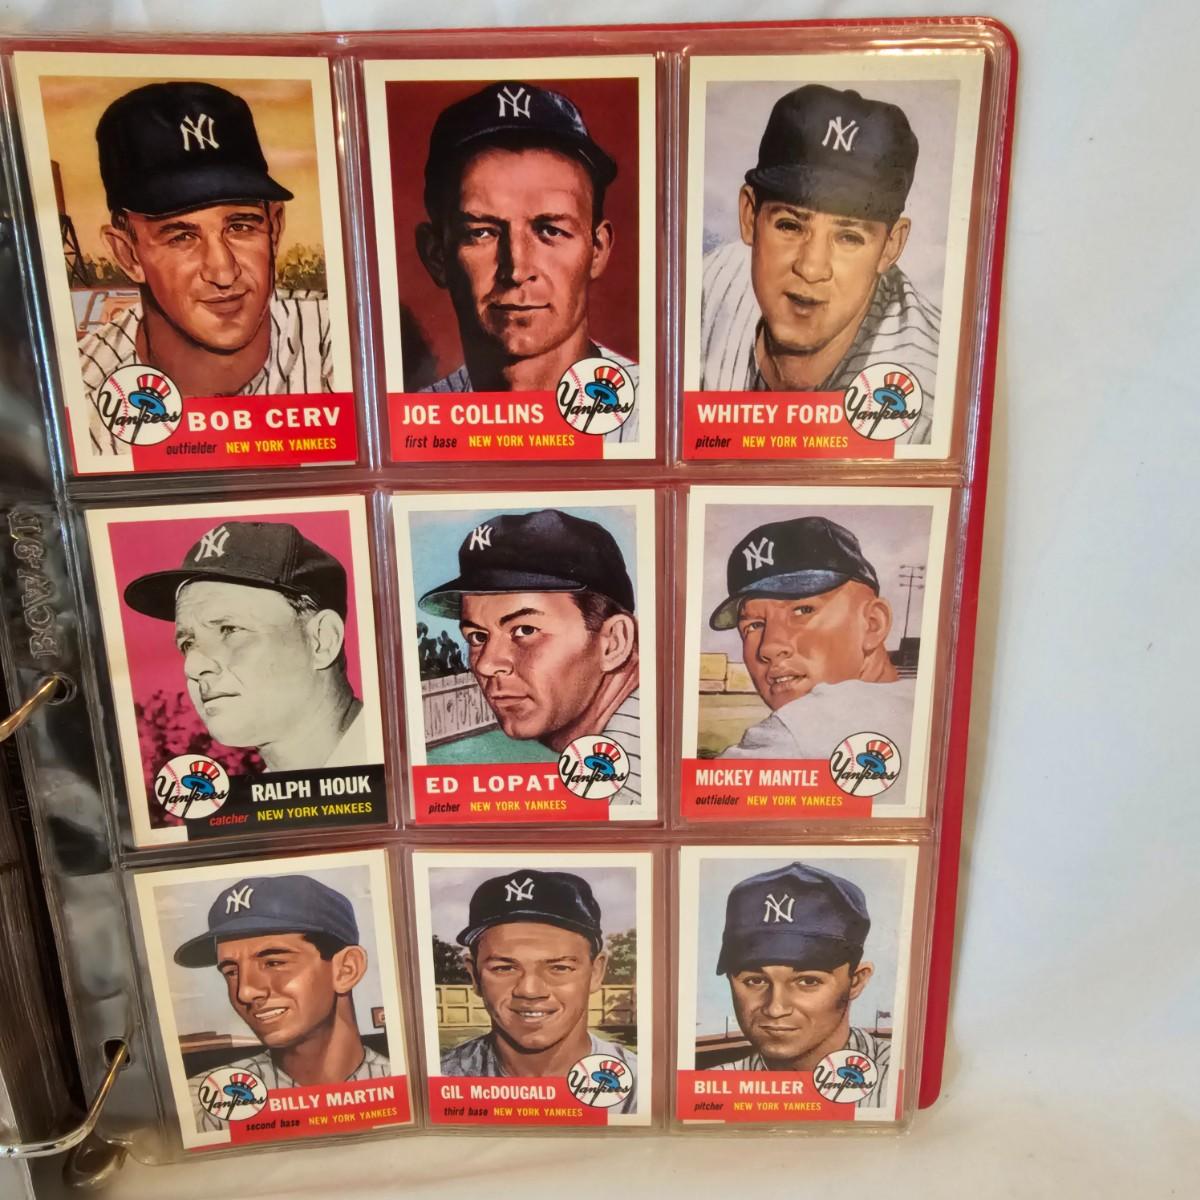 NY
Yankees
BOB CERV
outfielder NEW YORK YANKEES
NY
JOE COLLINS
Yankees
first base NEW YORK YANKEES
NY
WHITEY FORD
Yankees
pitcher NEW YORK YANKEES
BCW-91
NY
Yankees
RALPH HOUK
catcher NEW YORK YANKEES
NY
ED LOPAT
Yankees
pitcher NEW YORK YANKEES
NY
MICKEY MANTLE
Yankees
outfielder NEW YORK YANKEES
NY
Yankees
BILLY MARTIN
second base NEW YORK YANKEES
NY
GIL McDOUGALD
Yankees
third base NEW YORK YANKEES
NY
BILL MILLER
Yankees
pitcher NEW YORK YANKEES